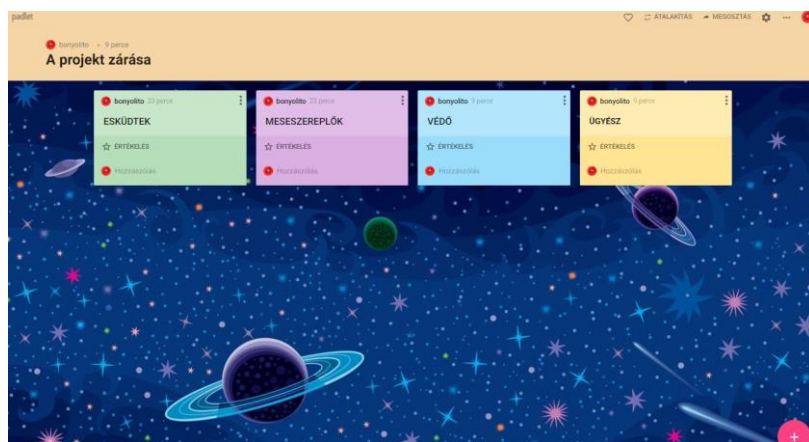 padlet
ÁTALAKÍTÁS
MEGOSZTÁS
bonyolito • 9 perce
A projekt zárása
bonyolito 23 perce
ESKÜDTEK
ÉRTÉKELÉS
Hozzászólás
bonyolito 23 perce
MESESZEREPLŐK
ÉRTÉKELÉS
Hozzászólás
bonyolito 9 perce
VÉDŐ
ÉRTÉKELÉS
Hozzászólás
bonyolito 9 perce
ÜGYÉSZ
ÉRTÉKELÉS
Hozzászólás